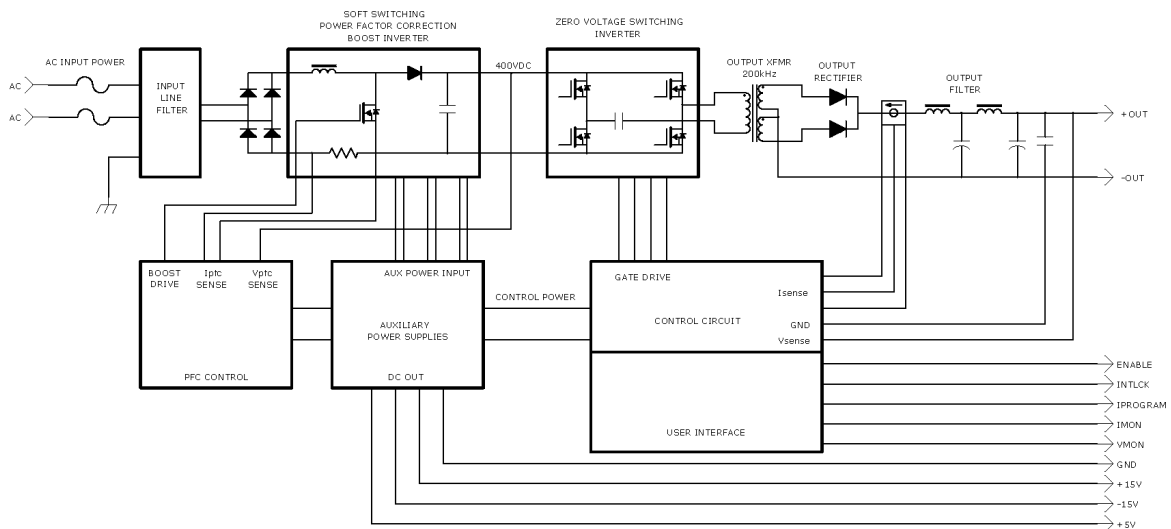 SOFT SWITCHING
POWER FACTOR CORRECTION
BOOST INVERTER
ZERO VOLTAGE SWITCHING
INVERTER
AC INPUT POWER
400VDC
OUTPUT XFMR
200kHz
OUTPUT
RECTIFIER
OUTPUT
FILTER
AC
AC
INPUT
LINE
FILTER
+OUT
-OUT
BOOST
DRIVE
Iptc
SENSE
Vptc
SENSE
AUX POWER INPUT
GATE DRIVE
Isense
CONTROL POWER
CONTROL CIRCUIT
GND
Vsense
AUXILIARY
POWER SUPPLIES
PFC CONTROL
DC OUT
USER INTERFACE
ENABLE
INTLCK
IPROGRAM
IMON
VMON
GND
+15V
-15V
+5V